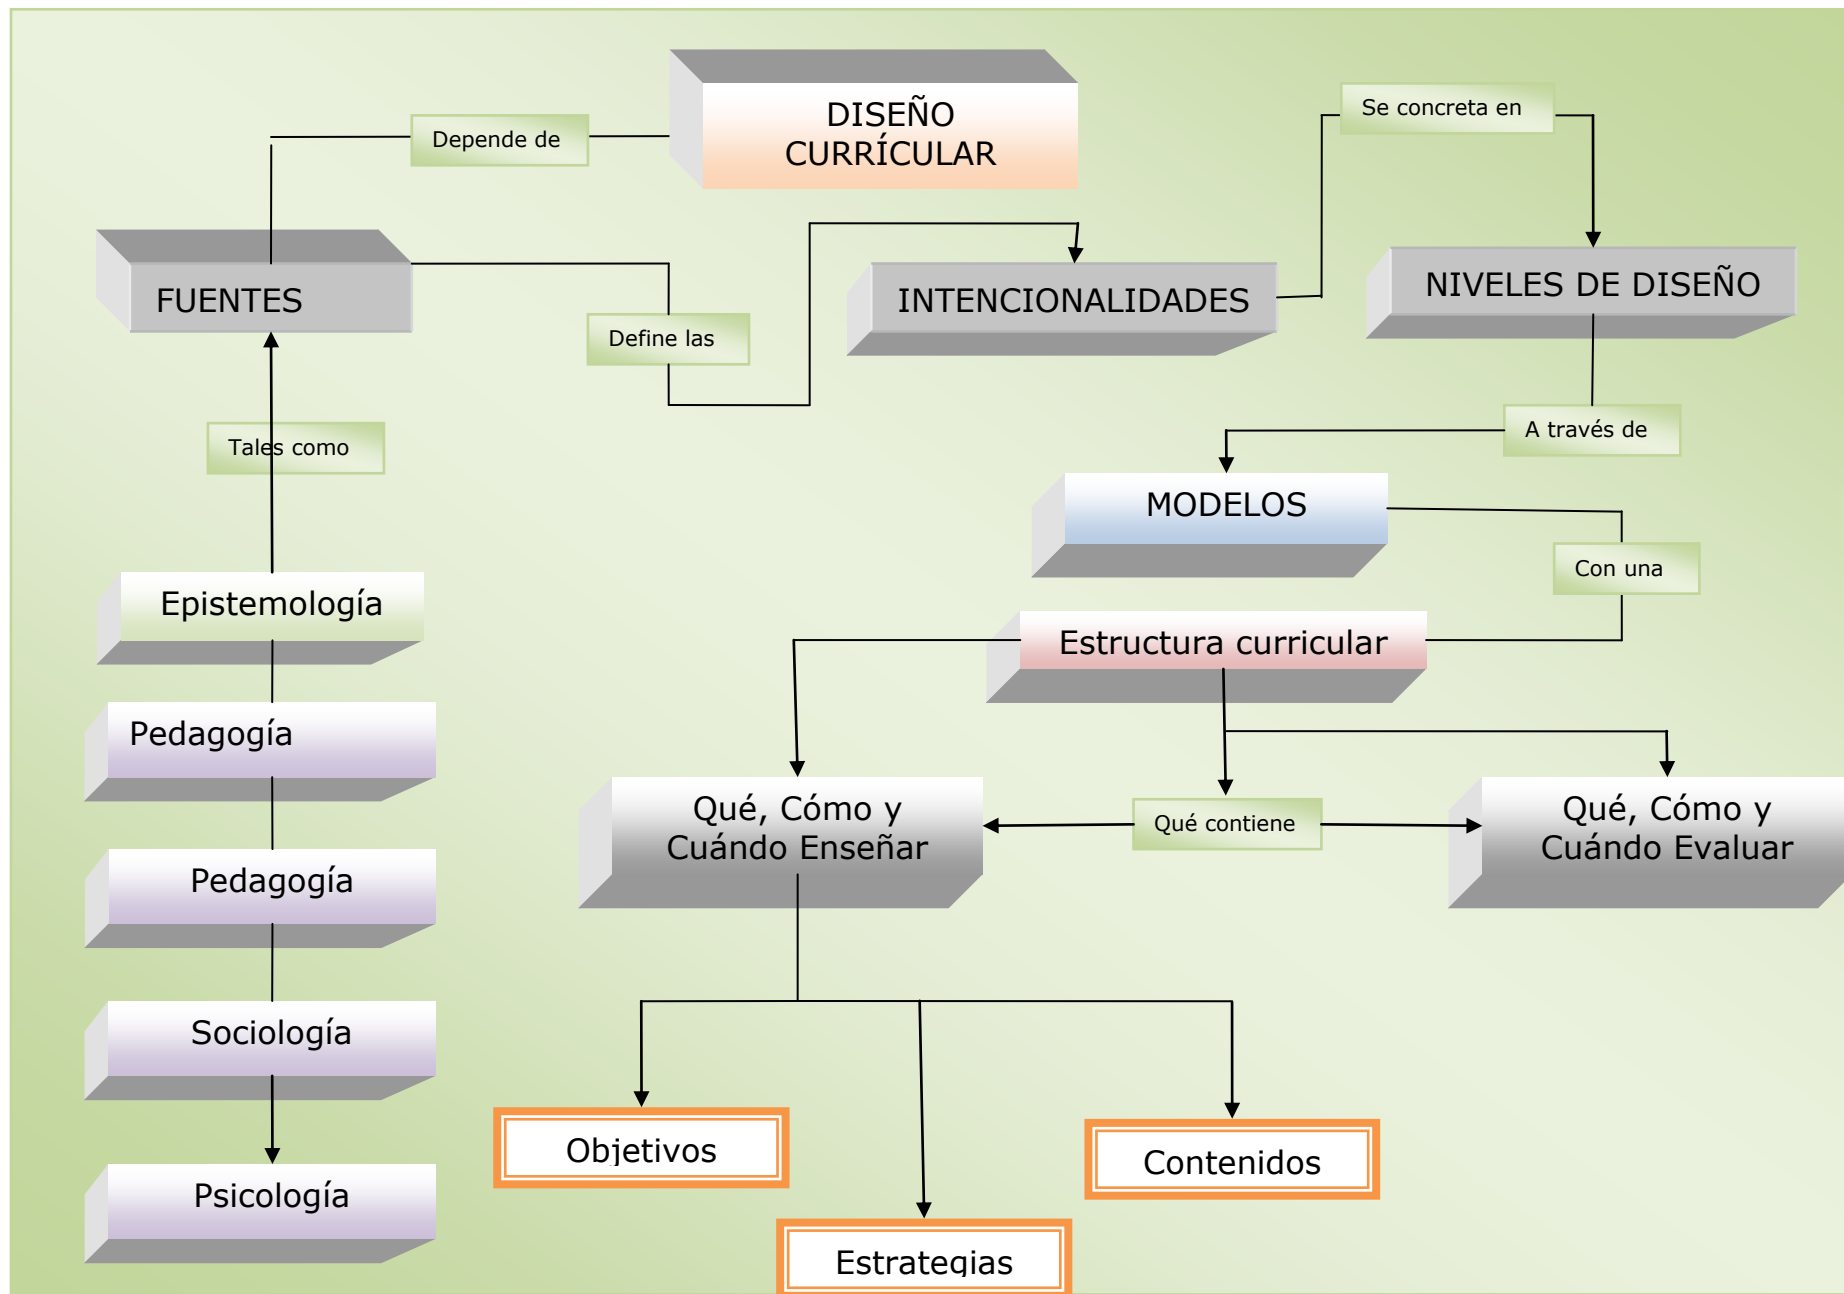 DISEÑO
CURRÍCULAR
Se concreta en
Depende de
FUENTES
INTENCIONALIDADES
NIVELES DE DISEÑO
Define las
Tales como
A través de
MODELOS
Con una
Epistemología
Estructura curricular
Pedagogía
Qué, Cómo y
Cuándo Enseñar
Qué contiene
Qué, Cómo y
Cuándo Evaluar
Pedagogía
Sociología
Objetivos
Contenidos
Psicología
Estrategias